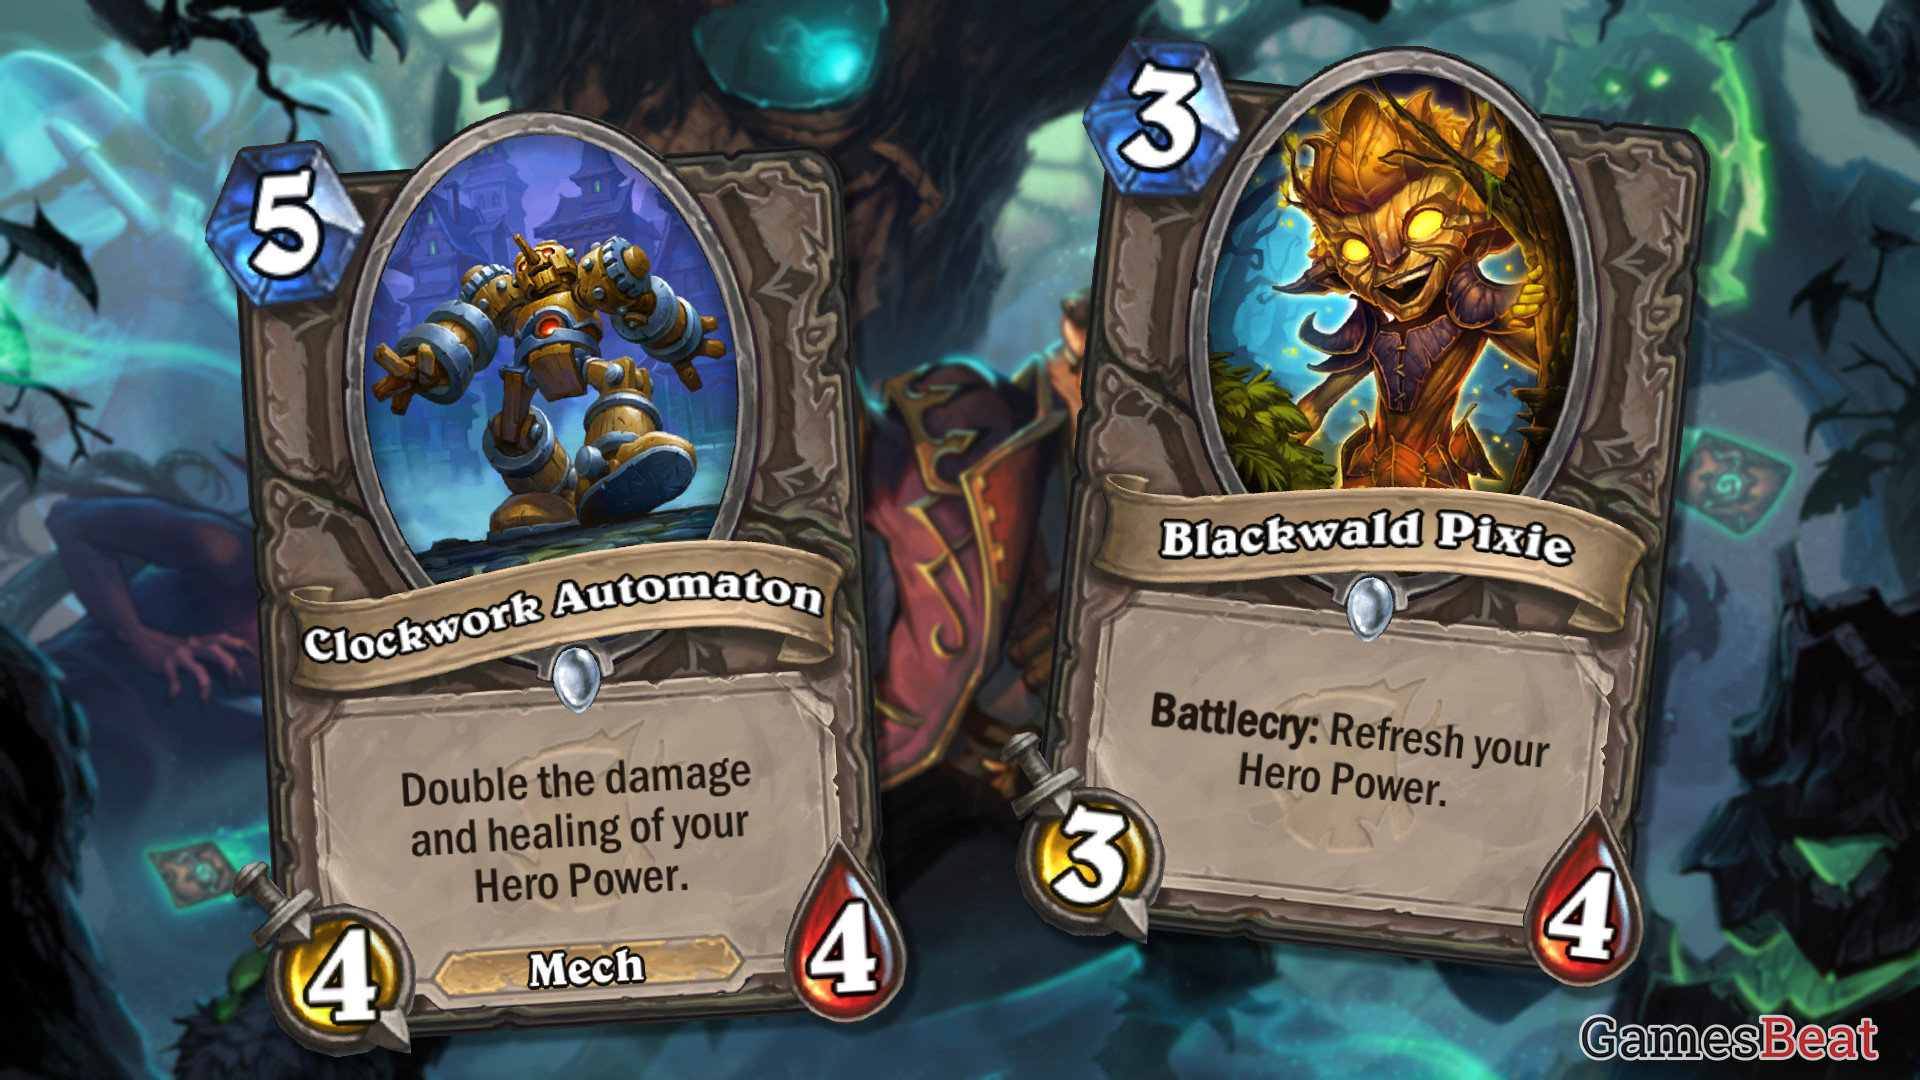 5
Clockwork Automaton
Double the damage
and healing of your
Hero Power.
4
Mech
4
3
Blackwald Pixie
Battlecry: Refresh your
Hero Power.
3
4
GamesBeat